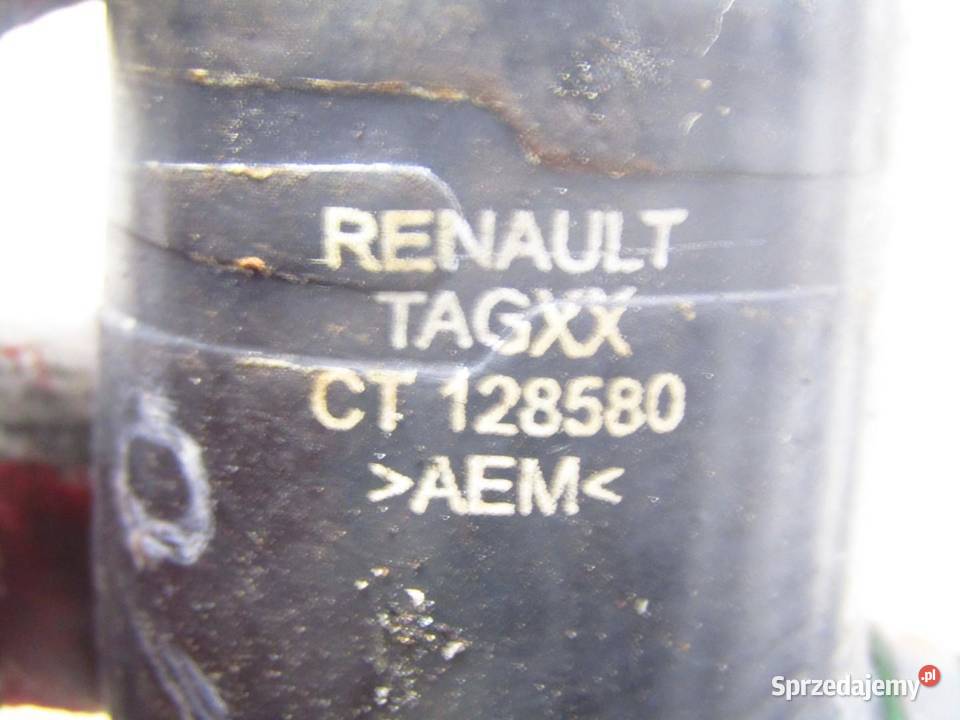 RENAULT
TAGXX
CT 128580
>AEM<
Sprzedajemy.pl